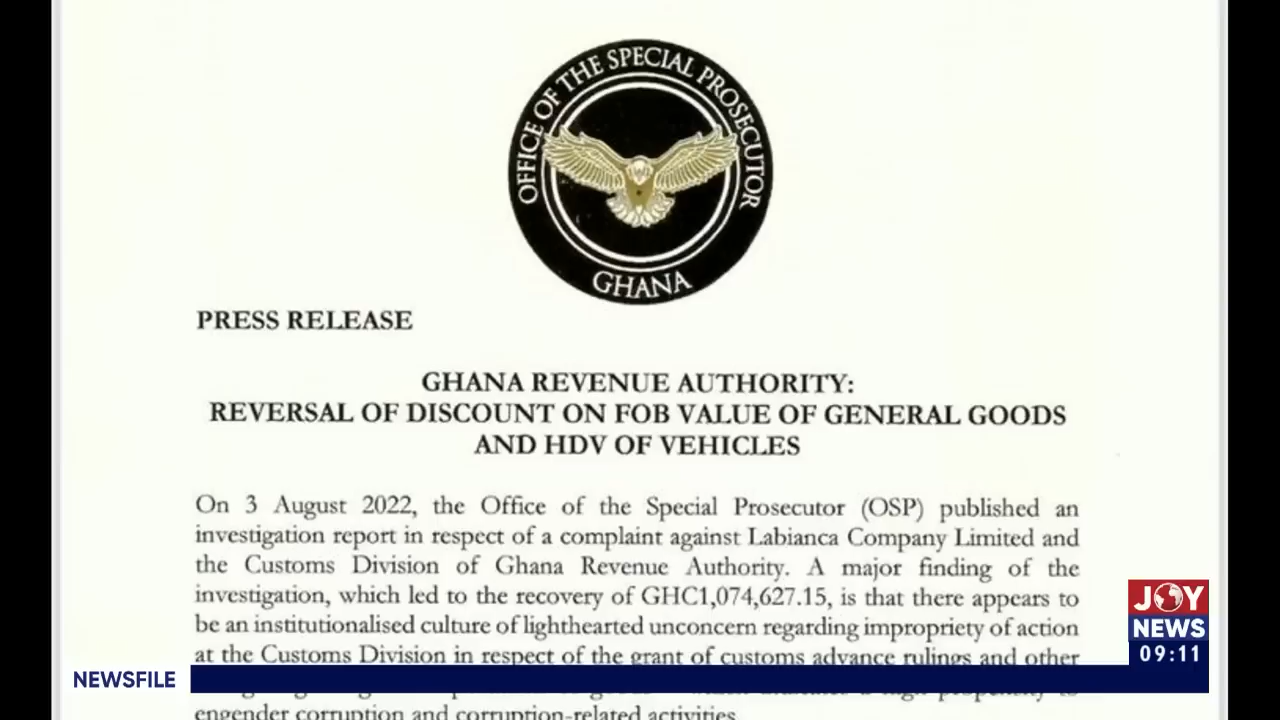 OFFICE OF THE SPECIAL PROSECUTOR
GHANA
PRESS RELEASE
GHANA REVENUE AUTHORITY:
REVERSAL OF DISCOUNT ON FOB VALUE OF GENERAL GOODS
AND HDV OF VEHICLES
On 3 August 2022, the Office of the Special Prosecutor (OSP) published an
investigation report in respect of a complaint against Labianca Company Limited and
the Customs Division of Ghana Revenue Authority. A major finding of the
investigation, which led to the recovery of GHC1,074,627.15, is that there appears to
be an institutionalised culture of lighthearted unconcern regarding impropriety of action
at the Customs Division in respect of the grant of customs advance rulings and other
engender corruption and corruption-related activities.
JOY
NEWS
09:11
NEWSFILE